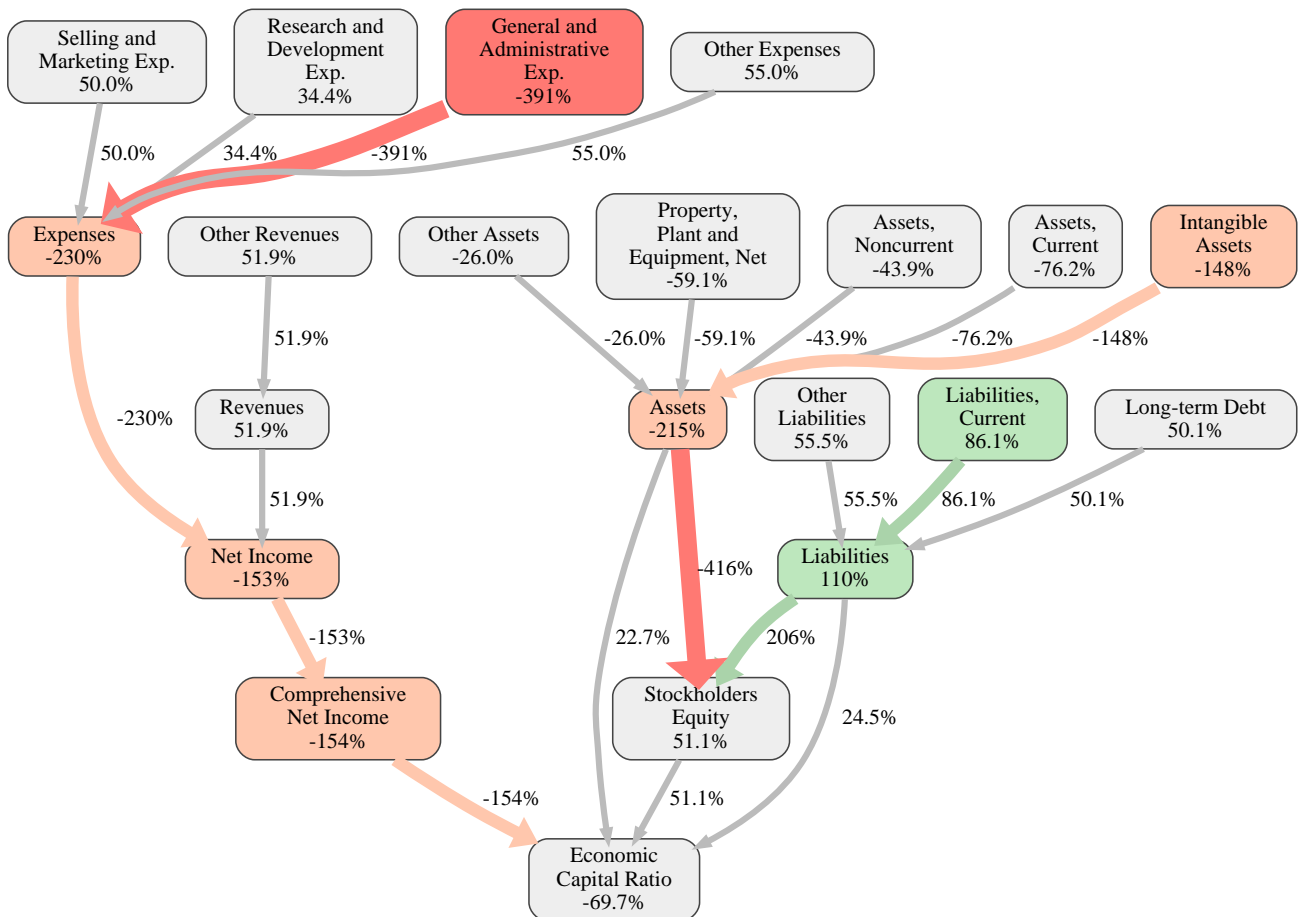 Selling and
Marketing Exp.
50.0%
Research and
Development
Exp.
34.4%
General and
Administrative
Exp.
-391%
Other Expenses
55.0%
50.0%
34.4%
-391%
55.0%
Expenses
-230%
Other Revenues
51.9%
Other Assets
-26.0%
Property,
Plant and
Equipment, Net
-59.1%
Assets,
Noncurrent
-43.9%
Assets,
Current
-76.2%
Intangible
Assets
-148%
51.9%
-26.0%
-59.1%
-43.9%
-76.2%
-148%
-230%
Revenues
51.9%
Assets
-215%
Other
Liabilities
55.5%
Liabilities,
Current
86.1%
Long-term Debt
50.1%
51.9%
55.5%
86.1%
50.1%
Net Income
-153%
-416%
Liabilities
110%
-153%
22.7%
206%
Comprehensive
Net Income
-154%
Stockholders
Equity
51.1%
24.5%
-154%
51.1%
Economic
Capital Ratio
-69.7%